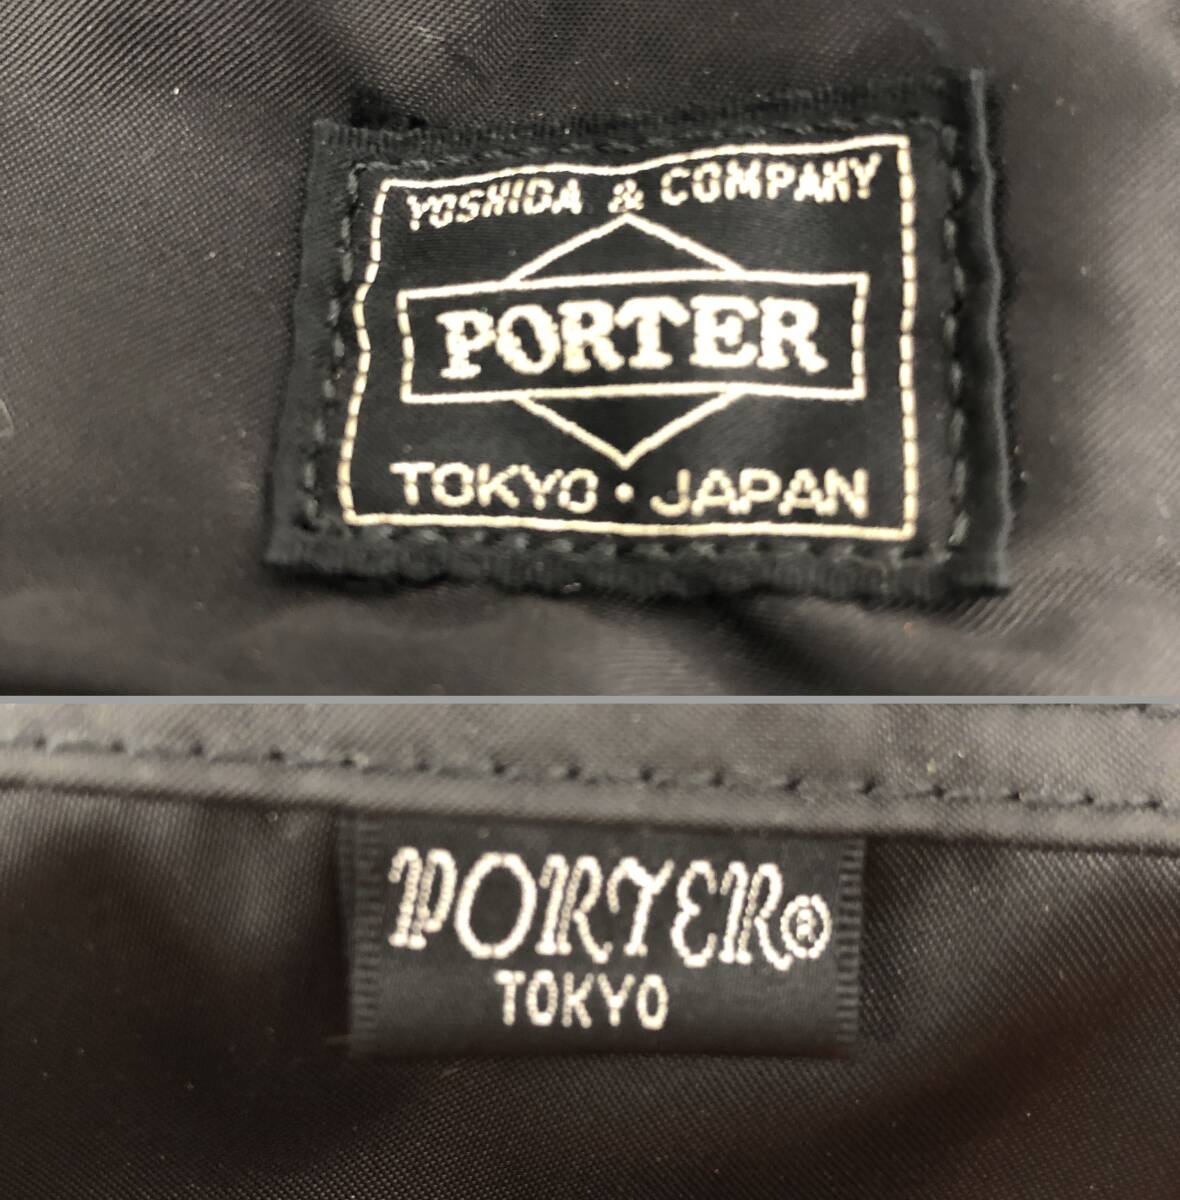 YOSHIDA & COMPANY
PORTER
TOKYO・JAPAN
PORTER®
TOKYO